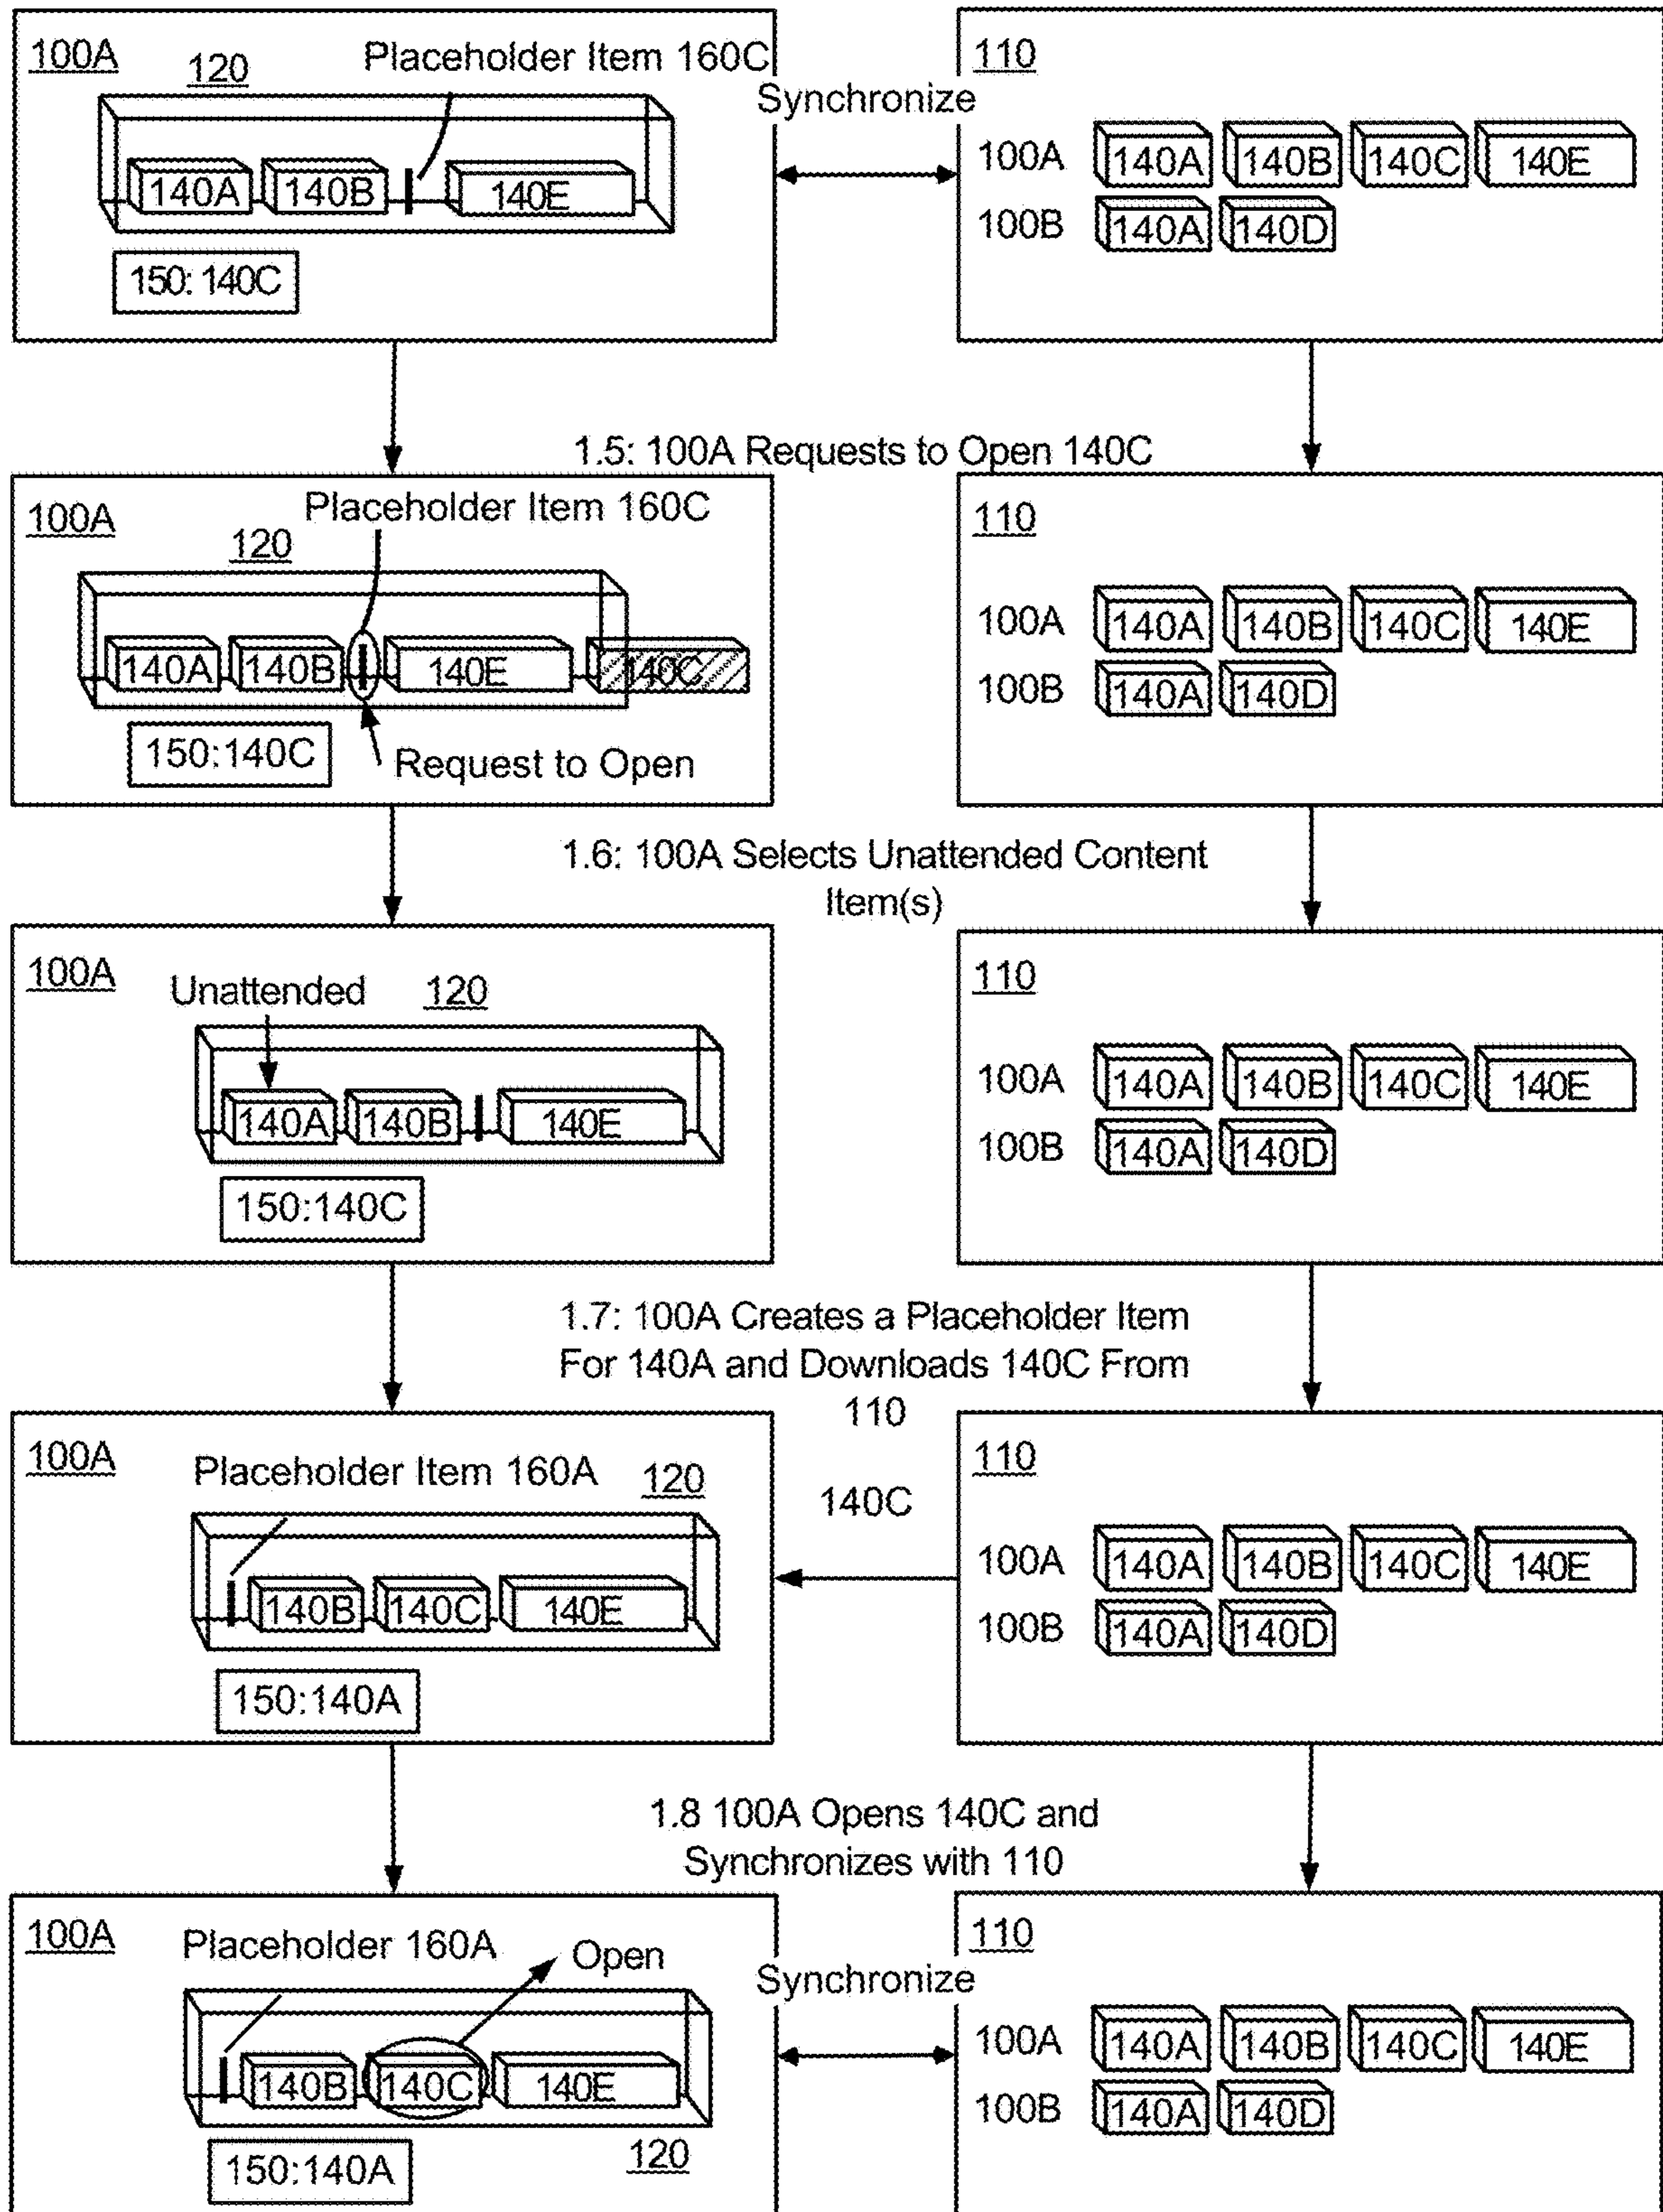 100A
120
Placeholder Item 160C
140A 140B 140E
150: 140C
Synchronize
110
100A 140A 140B 140C 140E
100B 140A 140D
1.5: 100A Requests to Open 140C
100A
Placeholder Item 160C
120
140A 140B 140E 140C
150:140C
Request to Open
110
100A 140A 140B 140C 140E
100B 140A 140D
1.6: 100A Selects Unattended Content
Item(s)
100A
Unattended
120
140A 140B 140E
150:140C
110
100A 140A 140B 140C 140E
100B 140A 140D
1.7: 100A Creates a Placeholder Item
For 140A and Downloads 140C From
110
100A
Placeholder Item 160A
120
140B 140C 140E
150:140A
140C
110
100A 140A 140B 140C 140E
100B 140A 140D
1.8 100A Opens 140C and
Synchronizes with 110
100A
Placeholder 160A
Open
140B 140C 140E
150:140A
120
Synchronize
110
100A 140A 140B 140C 140E
100B 140A 140D